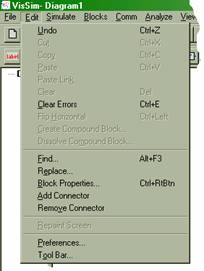 VisSim- Diagram1
File Edit Simulate Blocks Comm Analyze
label
Undo Ctrl+Z
Cut Ctrl+X
Copy Ctrl+C
Paste Ctrl+V
Paste Link
Clear Del
Clear Errors Ctrl+E
Flip Horizontal Ctrl+Left
Create Compound Block...
Dissolve Compound Block...
Find... Alt+F3
Replace...
Block Properties... Ctrl+RtBtn
Add Connector
Remove Connector
Repaint Screen
Preferences...
Tool Bar...